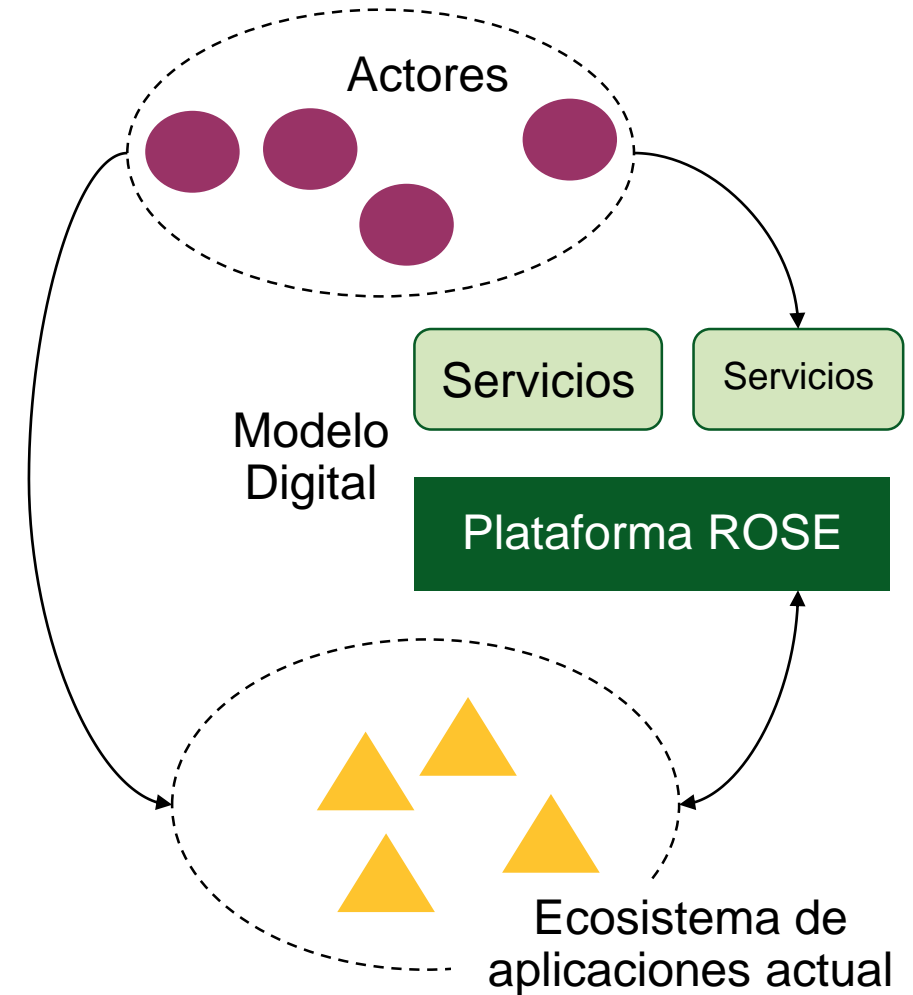 Actores
Servicios
Servicios
Modelo
Digital
Plataforma ROSE
Ecosistema de
aplicaciones actual